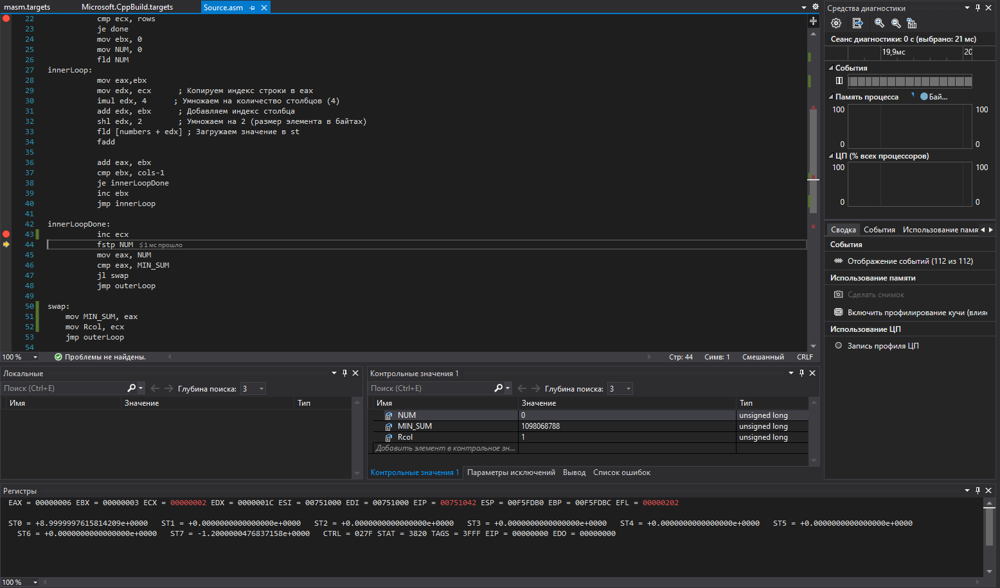 masm.targets
Microsoft.CppBuild.targets
Source.asm
22 cmp ecx, rows
23 je done
24 mov ebx, 0
25 mov NUM, 0
26 fld NUM
27 innerLoop:
28 mov eax,ebx
29 mov edx, ecx ; Копируем индекс строки в eax
30 imul edx, 4 ; Умножаем на количество столбцов (4)
31 add edx, ebx ; Добавляем индекс столбца
32 shl edx, 2 ; Умножаем на 2 (размер элемента в байтах)
33 fld [numbers + edx] ; Загружаем значение в st
34 fadd
35
36 add eax, ebx
37 cmp ebx, cols-1
38 je innerLoopDone
39 inc ebx
40 jmp innerLoop
41
42 innerLoopDone:
43 inc ecx
44 fstp NUM ≤ 1 мс прошло
45 mov eax, NUM
46 cmp eax, MIN_SUM
47 jl swap
48 jmp outerLoop
49
50 swap:
51 mov MIN_SUM, eax
52 mov Rcol, ecx
53 jmp outerLoop
54
100 % Проблемы не найдены. Стр: 44 Симв: 1 Смешанный CRLF
Средства диагностики
Сеанс диагностики: 0 с (выбрано: 21 мс)
19,9мс 20
События
Память процесса Бай...
100 100
0 0
ЦП (% всех процессоров)
100 100
0 0
Сводка События Использование памят
События
Отображение событий (112 из 112)
Использование памяти
Сделать снимок
Включить профилирование кучи (влияе
Использование ЦП
Запись профиля ЦП
Локальные
Поиск (Ctrl+E) Глубина поиска: 3
Имя Значение Тип
Контрольные значения 1
Поиск (Ctrl+E) Глубина поиска: 3
Имя Значение Тип
NUM 0 unsigned long
MIN_SUM 1098068788 unsigned long
Rcol 1 unsigned long
Добавить элемент в контрольное зн...
Контрольные значения 1 Параметры исключений Вывод Список ошибок
Регистры
EAX = 00000006 EBX = 00000003 ECX = 00000002 EDX = 0000001C ESI = 00751000 EDI = 00751000 EIP = 00751042 ESP = 00F5FDB0 EBP = 00F5FDBC EFL = 00000202
ST0 = +8.9999997615814209e+0000 ST1 = +0.0000000000000000e+0000 ST2 = +0.0000000000000000e+0000 ST3 = +0.0000000000000000e+0000 ST4 = +0.0000000000000000e+0000 ST5 = +0.0000000000000000e+0000
ST6 = +0.0000000000000000e+0000 ST7 = -1.2000000476837158e+0000 CTRL = 027F STAT = 3820 TAGS = 3FFF EIP = 00000000 EDO = 00000000
100 %